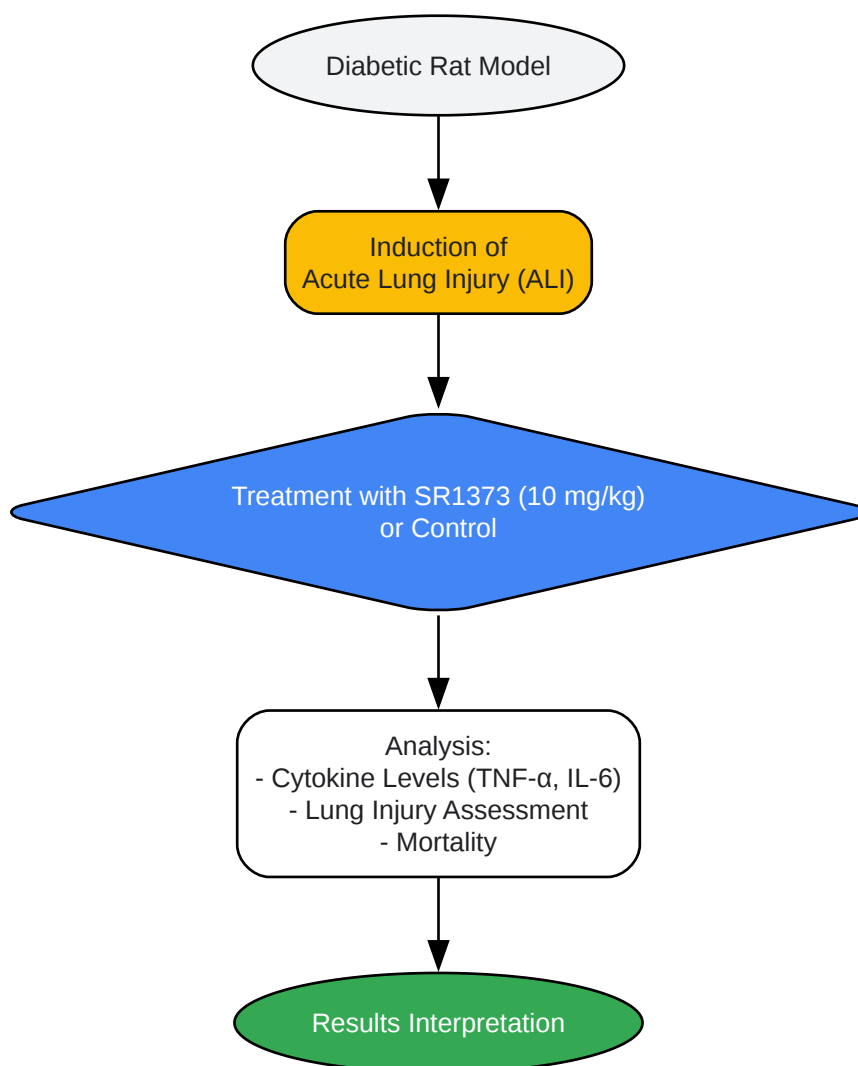 Diabetic Rat Model
Induction of
Acute Lung Injury (ALI)
Treatment with SR1373 (10 mg/kg)
or Control
Analysis:
- Cytokine Levels (TNF-α, IL-6)
- Lung Injury Assessment
- Mortality
Results Interpretation